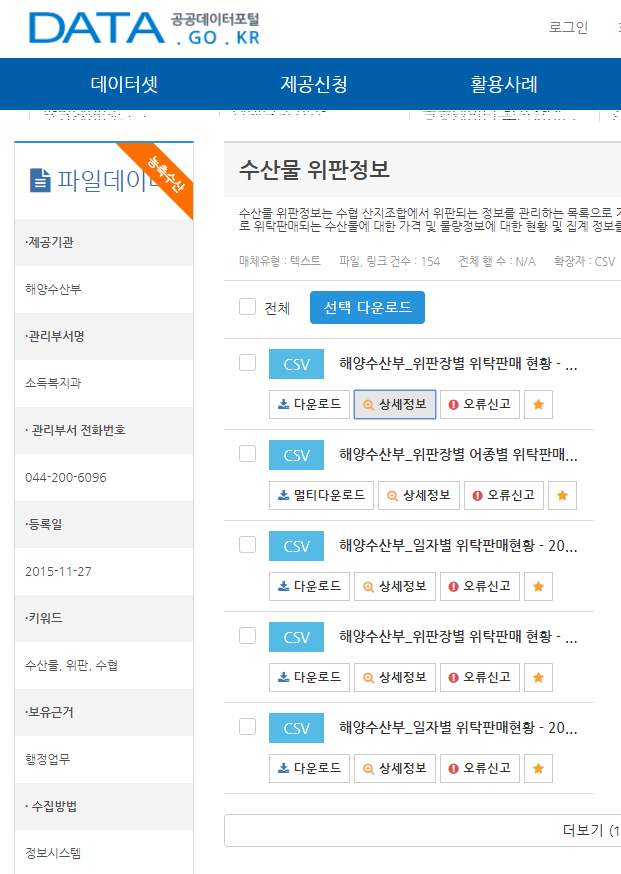 DATA 공공데이터포털
.GO.KR
로그인
데이터셋 제공신청 활용사례
농축수산
파일데이터
·제공기관
해양수산부
·관리부서명
소득복지과
· 관리부서 전화번호
044-200-6096
·등록일
2015-11-27
·키워드
수산물, 위판, 수협
·보유근거
행정업무
· 수집방법
정보시스템
수산물 위판정보
수산물 위판정보는 수협 산지조합에서 위판되는 정보를 관리하는 목록으로
로 위탁판매되는 수산물에 대한 가격 및 물량정보에 대한 현황 및 집계 정보를
매체유형 : 텍스트 파일, 링크 건수 : 154 전체 행 수 : N/A 확장자 : CSV
전체 선택 다운로드
CSV 해양수산부_위판장별 위탁판매 현황 - ...
다운로드 상세정보 오류신고
CSV 해양수산부_위판장별 어종별 위탁판매...
멀티다운로드 상세정보 오류신고
CSV 해양수산부_일자별 위탁판매현황 - 20...
다운로드 상세정보 오류신고
CSV 해양수산부_위판장별 위탁판매 현황 - ...
다운로드 상세정보 오류신고
CSV 해양수산부_일자별 위탁판매현황 - 20...
다운로드 상세정보 오류신고
더보기 (1